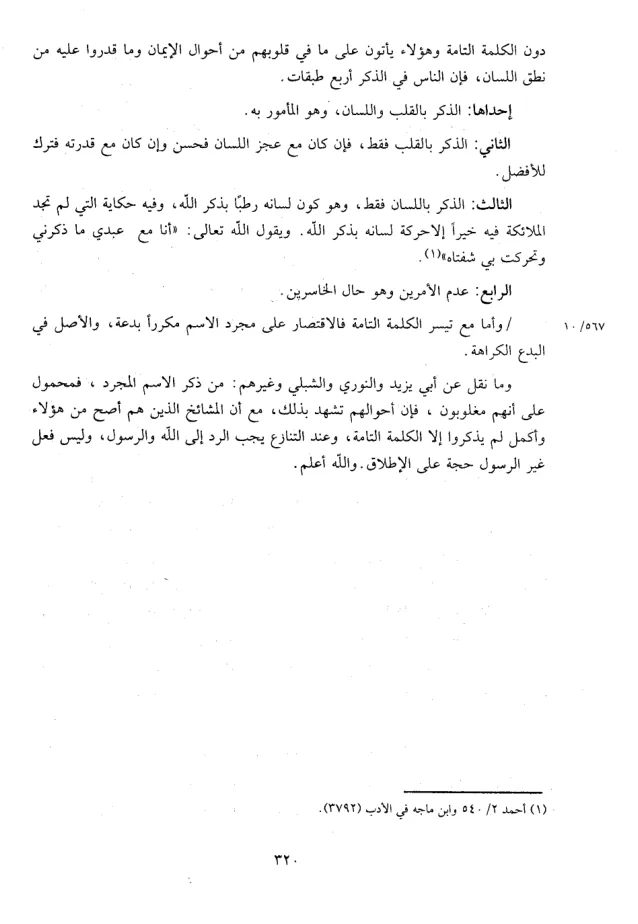 دون الكلمة التامة وهؤلاء يأتون على ما في قلوبهم من أحوال الإيمان وما قدروا عليه من
نطق اللسان، فإن الناس في الذكر أربع طبقات.
إحداها: الذكر بالقلب واللسان، وهو المأمور به.
الثاني: الذكر بالقلب فقط، فإن كان مع عجز اللسان فحسن وإن كان مع قدرته فترك
للأفضل.
الثالث: الذكر باللسان فقط، وهو كون لسانه رطبًا بذكر الله، وفيه حكاية التي لم تجد
الملائكة فيه خيراً إلاحركة لسانه بذكر الله. ويقول الله تعالى: «أنا مع عبدي ما ذكرني
وتحركت بي شفتاه»(١).
الرابع: عدم الأمرين وهو حال الخاسرين.
١٠/٥٦٧ / وأما مع تيسر الكلمة التامة فالاقتصار على مجرد الاسم مكرراً بدعة، والأصل في
البدع الكراهة.
وما نقل عن أبي يزيد والنوري والشبلي وغيرهم: من ذكر الاسم المجرد ، فمحمول
على أنهم مغلوبون ، فإن أحوالهم تشهد بذلك، مع أن المشائخ الذين هم أصح من هؤلاء
وأكمل لم يذكروا إلا الكلمة التامة، وعند التنازع يجب الرد إلى الله والرسول، وليس فعل
غير الرسول حجة على الإطلاق. والله أعلم.
(١) أحمد ٢/ ٥٤٠ وابن ماجه في الأدب (٣٧٩٢).
٣٢٠